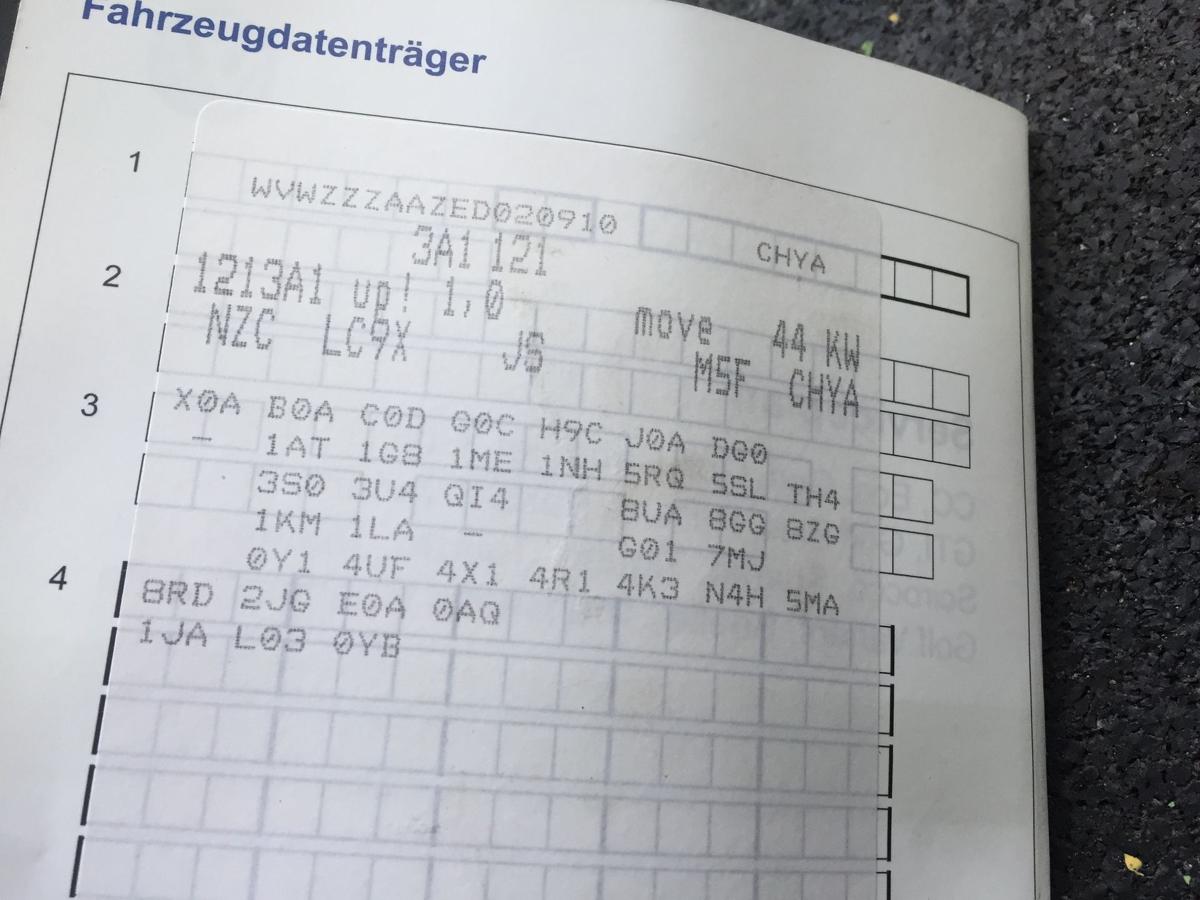 Fahrzeugdatenträger
1
WVWZZZAAZED020910 CHYA
3A1 121
2
1213A1 up! 1,0 move 44 KW
NZC LC9X JS M5F CHYA
3
X0A B0A C0D G0C H9C J0A DG0
- 1AT 1G8 1ME 1NH 5RQ 5SL TH4
3S0 3U4 QI4 8UA 8GG 8ZG
1KM 1LA - G01 7MJ
0Y1 4UF 4X1 4R1 4K3 N4H 5MA
4
8RD 2JG E0A 0AQ
1JA L03 0YB